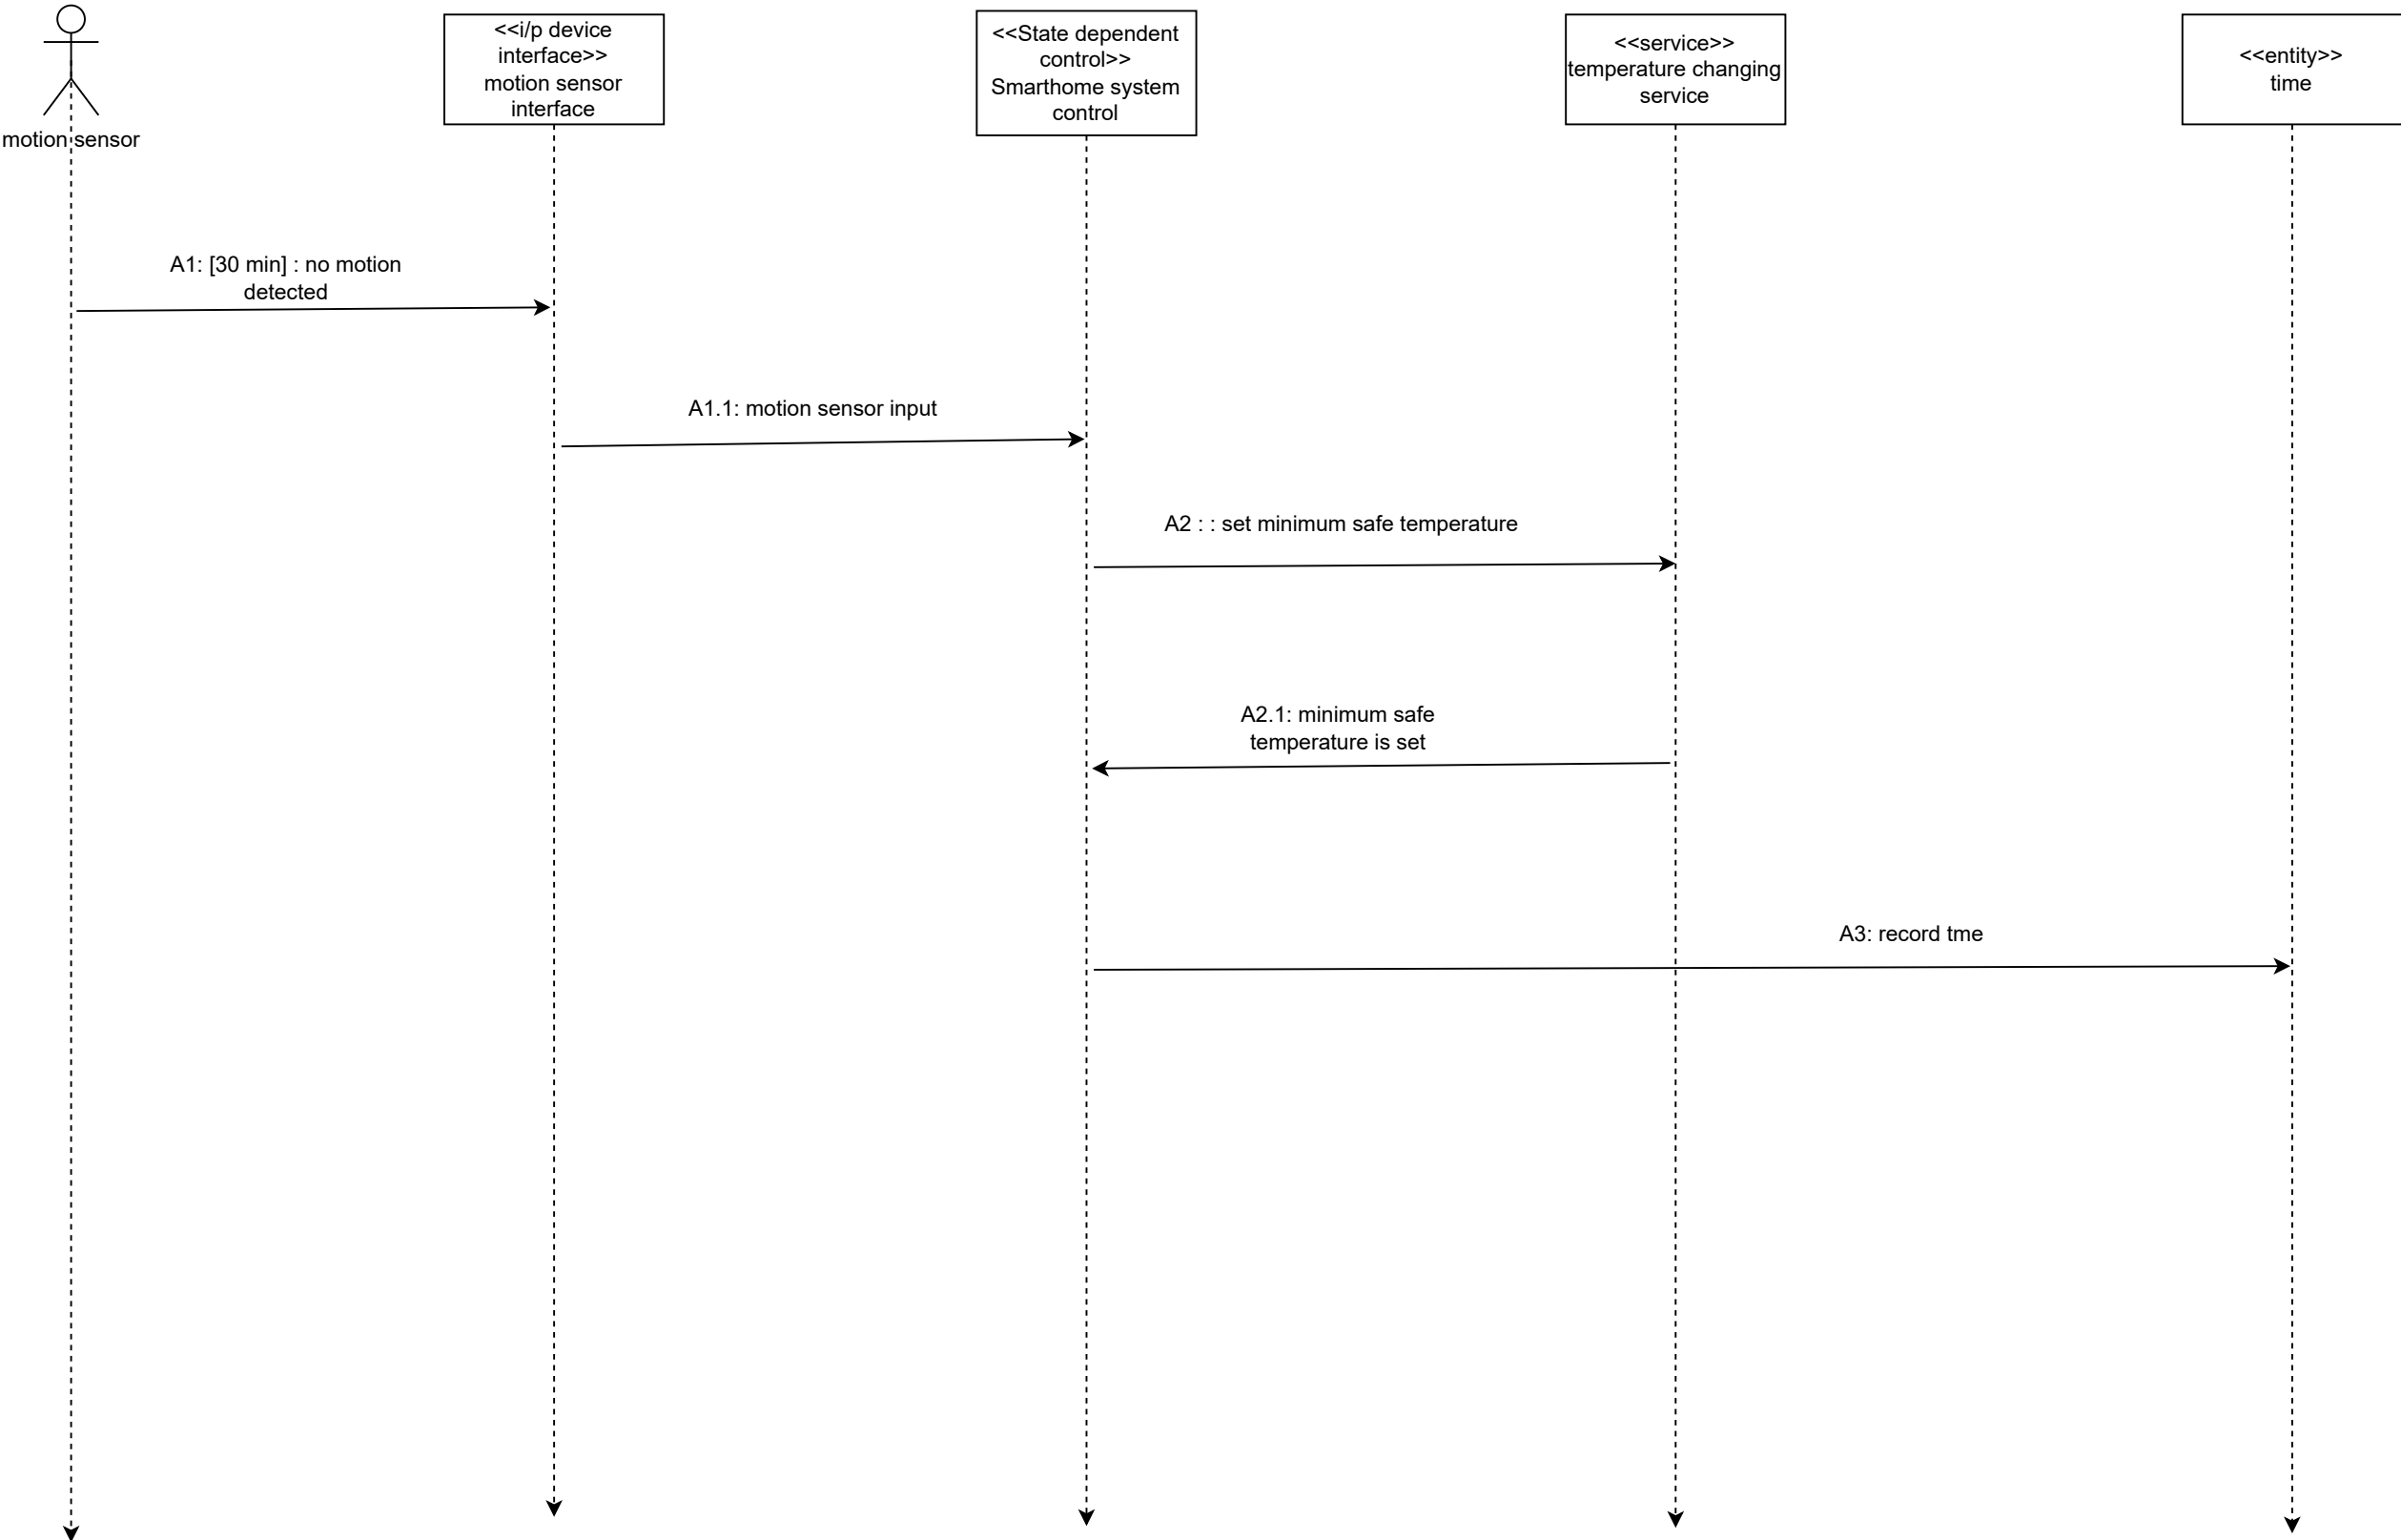 motion sensor
<<i/p device
interface>>
motion sensor
interface
<<State dependent
control>>
Smarthome system
control
<<service>>
temperature changing
service
<<entity>>
time
A1: [30 min] : no motion
detected
A1.1: motion sensor input
A2 : : set minimum safe temperature
A2.1: minimum safe
temperature is set
A3: record tme